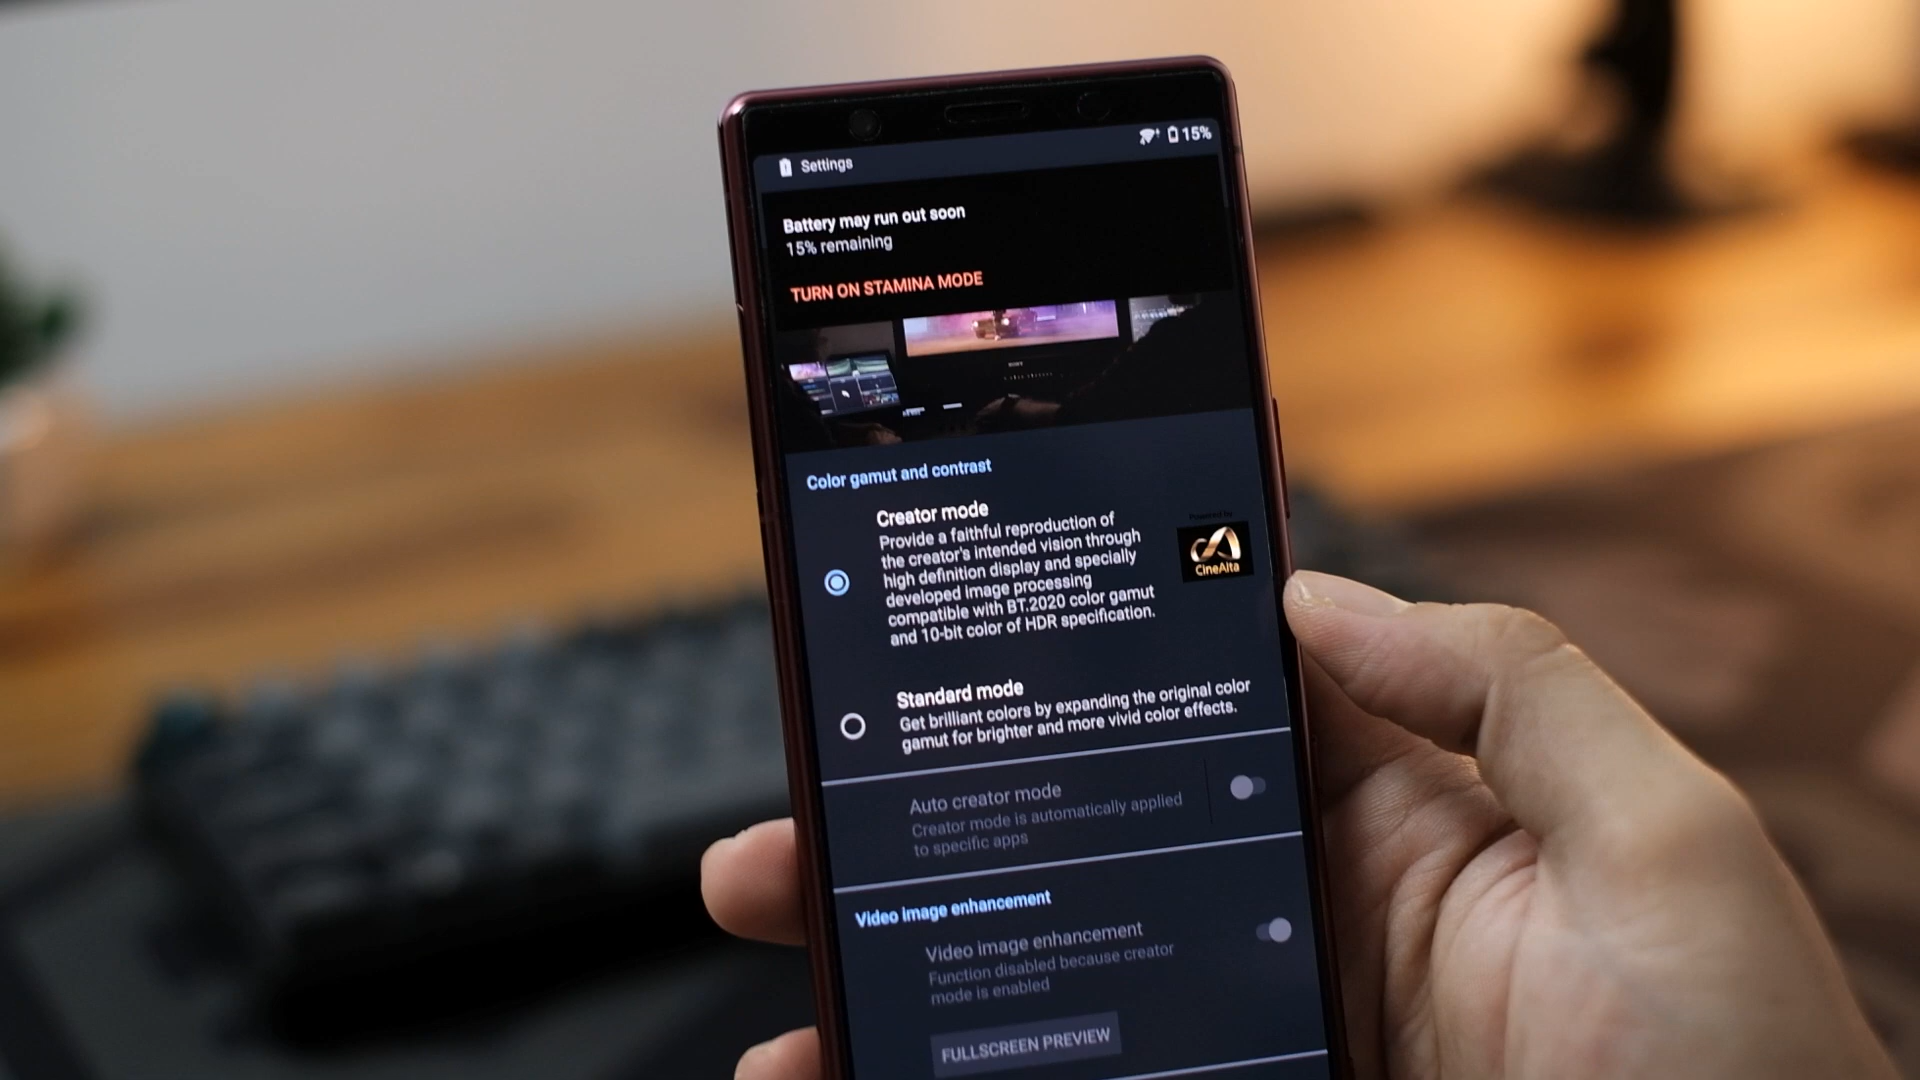 15%
Settings
Battery may run out soon
15% remaining
TURN ON STAMINA MODE
SONY
Color gamut and contrast
Creator mode
Provide a faithful reproduction of
the creator's intended vision through
high definition display and specially
developed image processing
compatible with BT.2020 color gamut
and 10-bit color of HDR specification.
Powered by
CineAlta
Standard mode
Get brilliant colors by expanding the original color
gamut for brighter and more vivid color effects.
Auto creator mode
Creator mode is automatically applied
to specific apps
Video image enhancement
Video image enhancement
Function disabled because creator
mode is enabled
FULLSCREEN PREVIEW